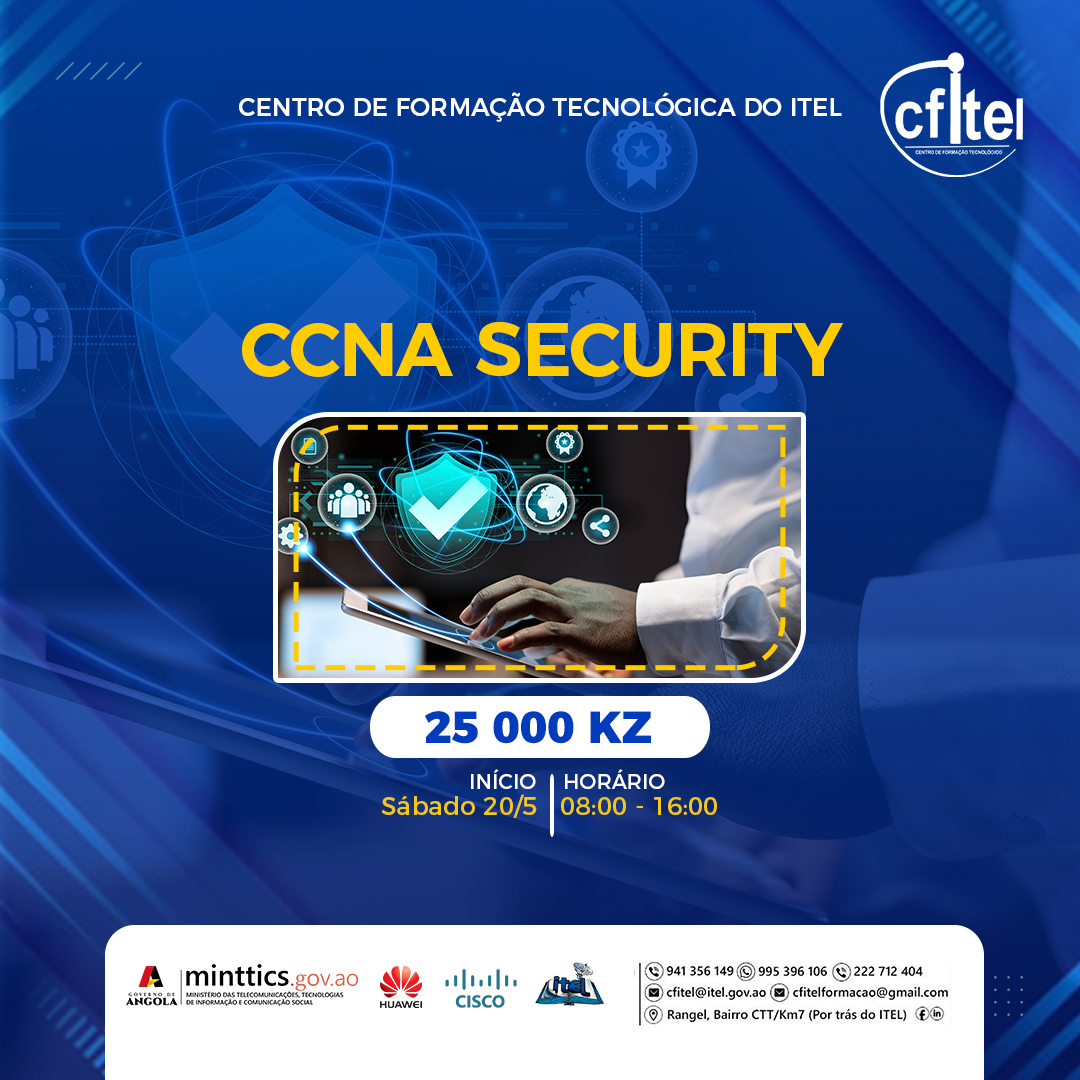 CENTRO DE FORMAÇÃO TECNOLÓGICA DO ITEL
cfitel
CENTRO DE FORMAÇÃO TECNOLÓGICO
CCNA SECURITY
25 000 KZ
INÍCIO
Sábado 20/5
HORÁRIO
08:00 - 16:00
GOVERNO DE
ANGOLA
minttics.gov.ao
MINISTÉRIO DAS TELECOMUNICAÇÕES, TECNOLOGIAS
DE INFORMAÇÃO E COMUNICAÇÃO SOCIAL
HUAWEI
CISCO
itel
941 356 149 995 396 106 222 712 404
cfitel@itel.gov.ao cfitelformacao@gmail.com
Rangel, Bairro CTT/Km7 (Por trás do ITEL)